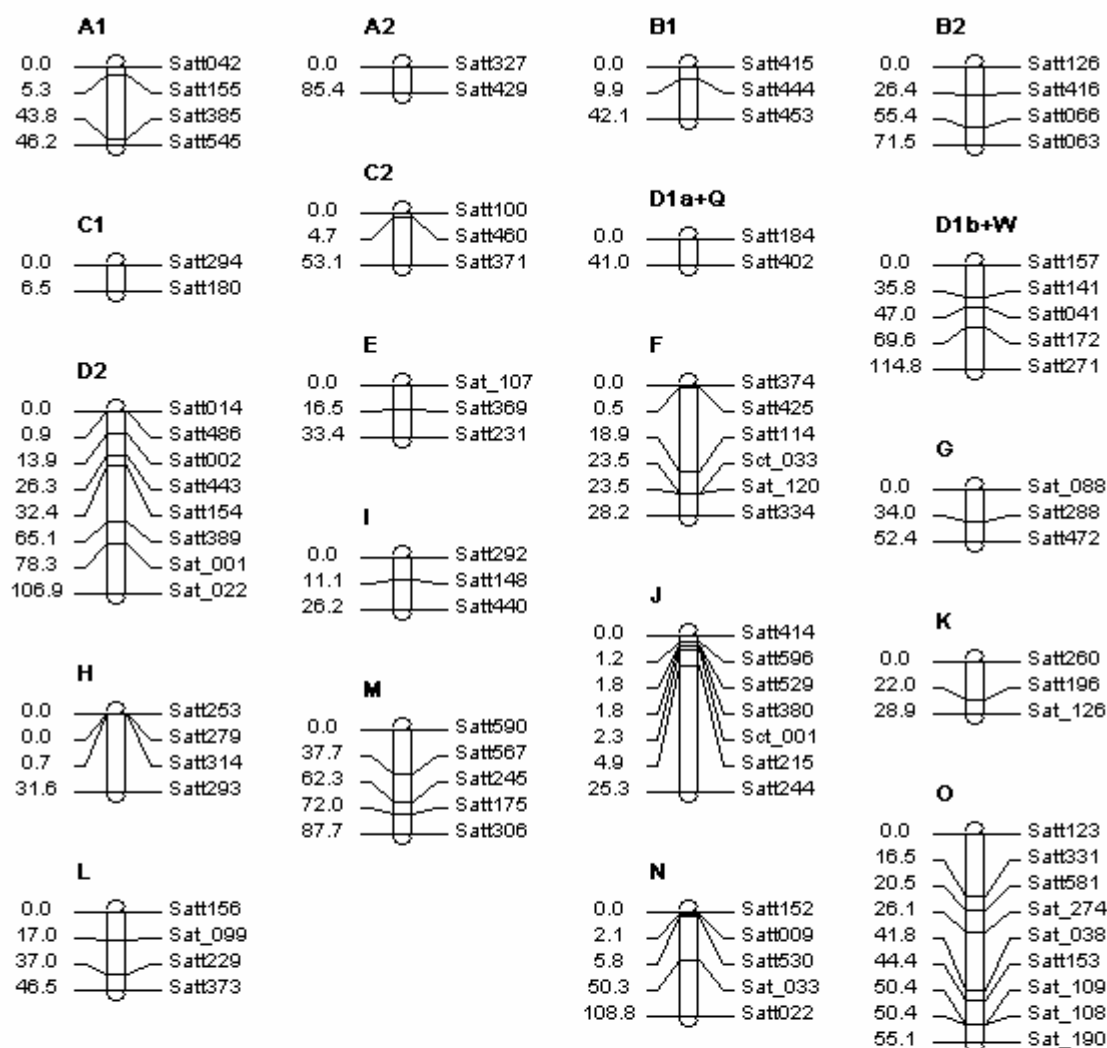 A1
0.0 Satt042
5.3 Satt155
43.8 Satt385
46.2 Satt545
A2
0.0 Satt327
85.4 Satt429
B1
0.0 Satt415
9.9 Satt444
42.1 Satt453
B2
0.0 Satt126
26.4 Satt416
55.4 Satt066
71.5 Satt063
C1
0.0 Satt294
6.5 Satt180
C2
0.0 Satt100
4.7 Satt460
53.1 Satt371
D1a+Q
0.0 Satt184
41.0 Satt402
D1b+W
0.0 Satt157
35.8 Satt141
47.0 Satt041
69.6 Satt172
114.8 Satt271
D2
0.0 Satt014
0.9 Satt486
13.9 Satt002
26.3 Satt443
32.4 Satt154
65.1 Satt389
78.3 Sat_001
106.9 Sat_022
E
0.0 Sat_107
16.5 Satt369
33.4 Satt231
F
0.0 Satt374
0.5 Satt425
18.9 Satt114
23.5 Sct_033
23.5 Sat_120
28.2 Satt334
G
0.0 Sat_088
34.0 Satt288
52.4 Satt472
H
0.0 Satt253
0.0 Satt279
0.7 Satt314
31.6 Satt293
I
0.0 Satt292
11.1 Satt148
26.2 Satt440
J
0.0 Satt414
1.2 Satt596
1.8 Satt529
1.8 Satt380
2.3 Sct_001
4.9 Satt215
25.3 Satt244
K
0.0 Satt260
22.0 Satt196
28.9 Sat_126
L
0.0 Satt156
17.0 Sat_099
37.0 Satt229
46.5 Satt373
M
0.0 Satt590
37.7 Satt567
62.3 Satt245
72.0 Satt175
87.7 Satt306
N
0.0 Satt152
2.1 Satt009
5.8 Satt530
50.3 Sat_033
108.8 Satt022
O
0.0 Satt123
16.5 Satt331
20.5 Satt581
26.1 Sat_274
41.8 Sat_038
44.4 Satt153
50.4 Sat_109
50.4 Sat_108
55.1 Sat_190